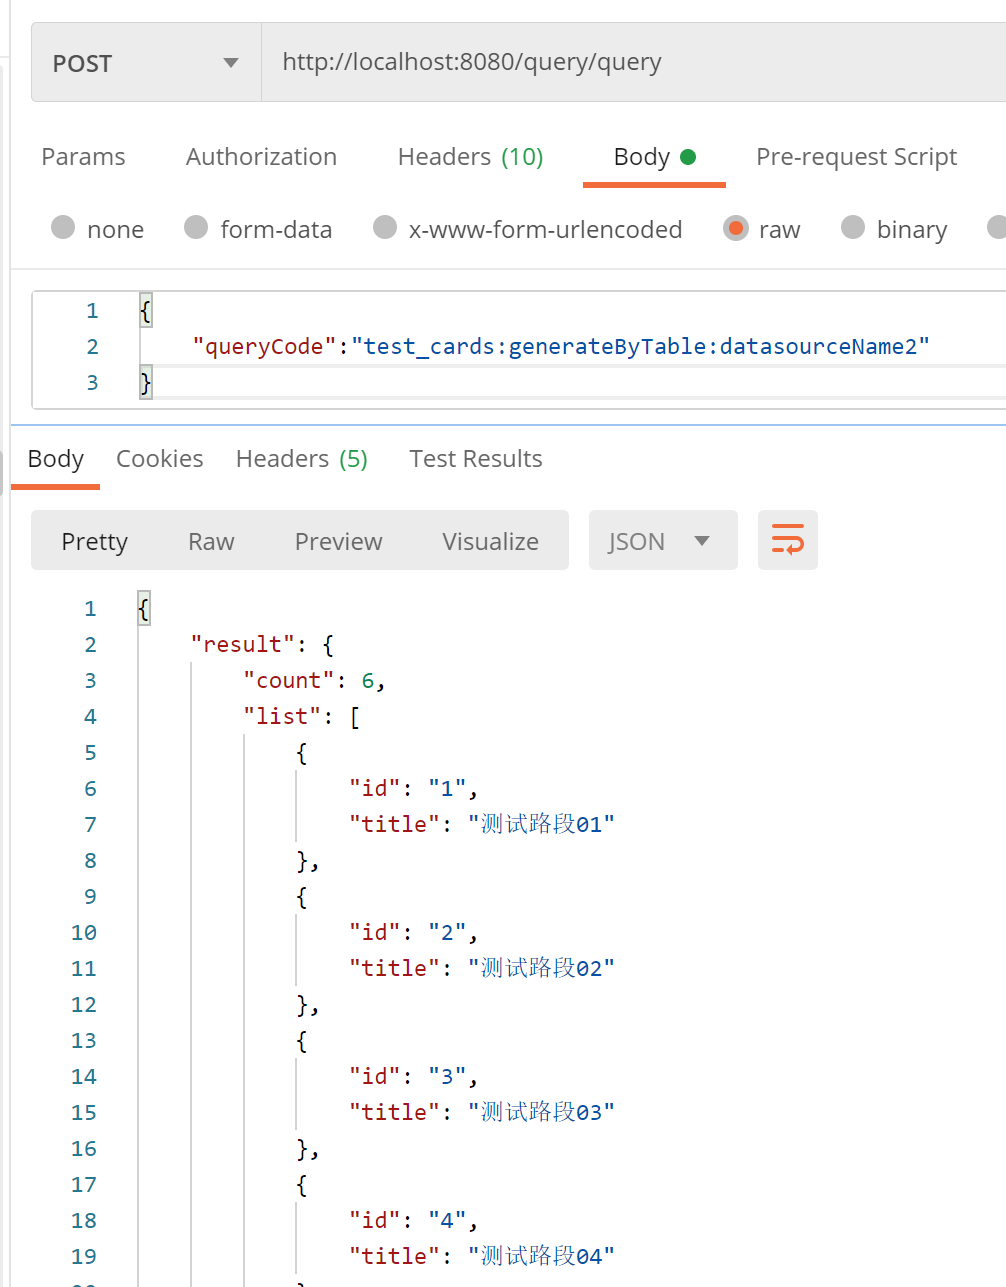 POST http://localhost:8080/query/query
Params Authorization Headers (10) Body Pre-request Script
none form-data x-www-form-urlencoded raw binary
1 {
2 "queryCode":"test_cards:generateByTable:datasourceName2"
3 }
Body Cookies Headers (5) Test Results
Pretty Raw Preview Visualize JSON
1 {
2 "result": {
3 "count": 6,
4 "list": [
5 {
6 "id": "1",
7 "title": "测试路段01"
8 },
9 {
10 "id": "2",
11 "title": "测试路段02"
12 },
13 {
14 "id": "3",
15 "title": "测试路段03"
16 },
17 {
18 "id": "4",
19 "title": "测试路段04"